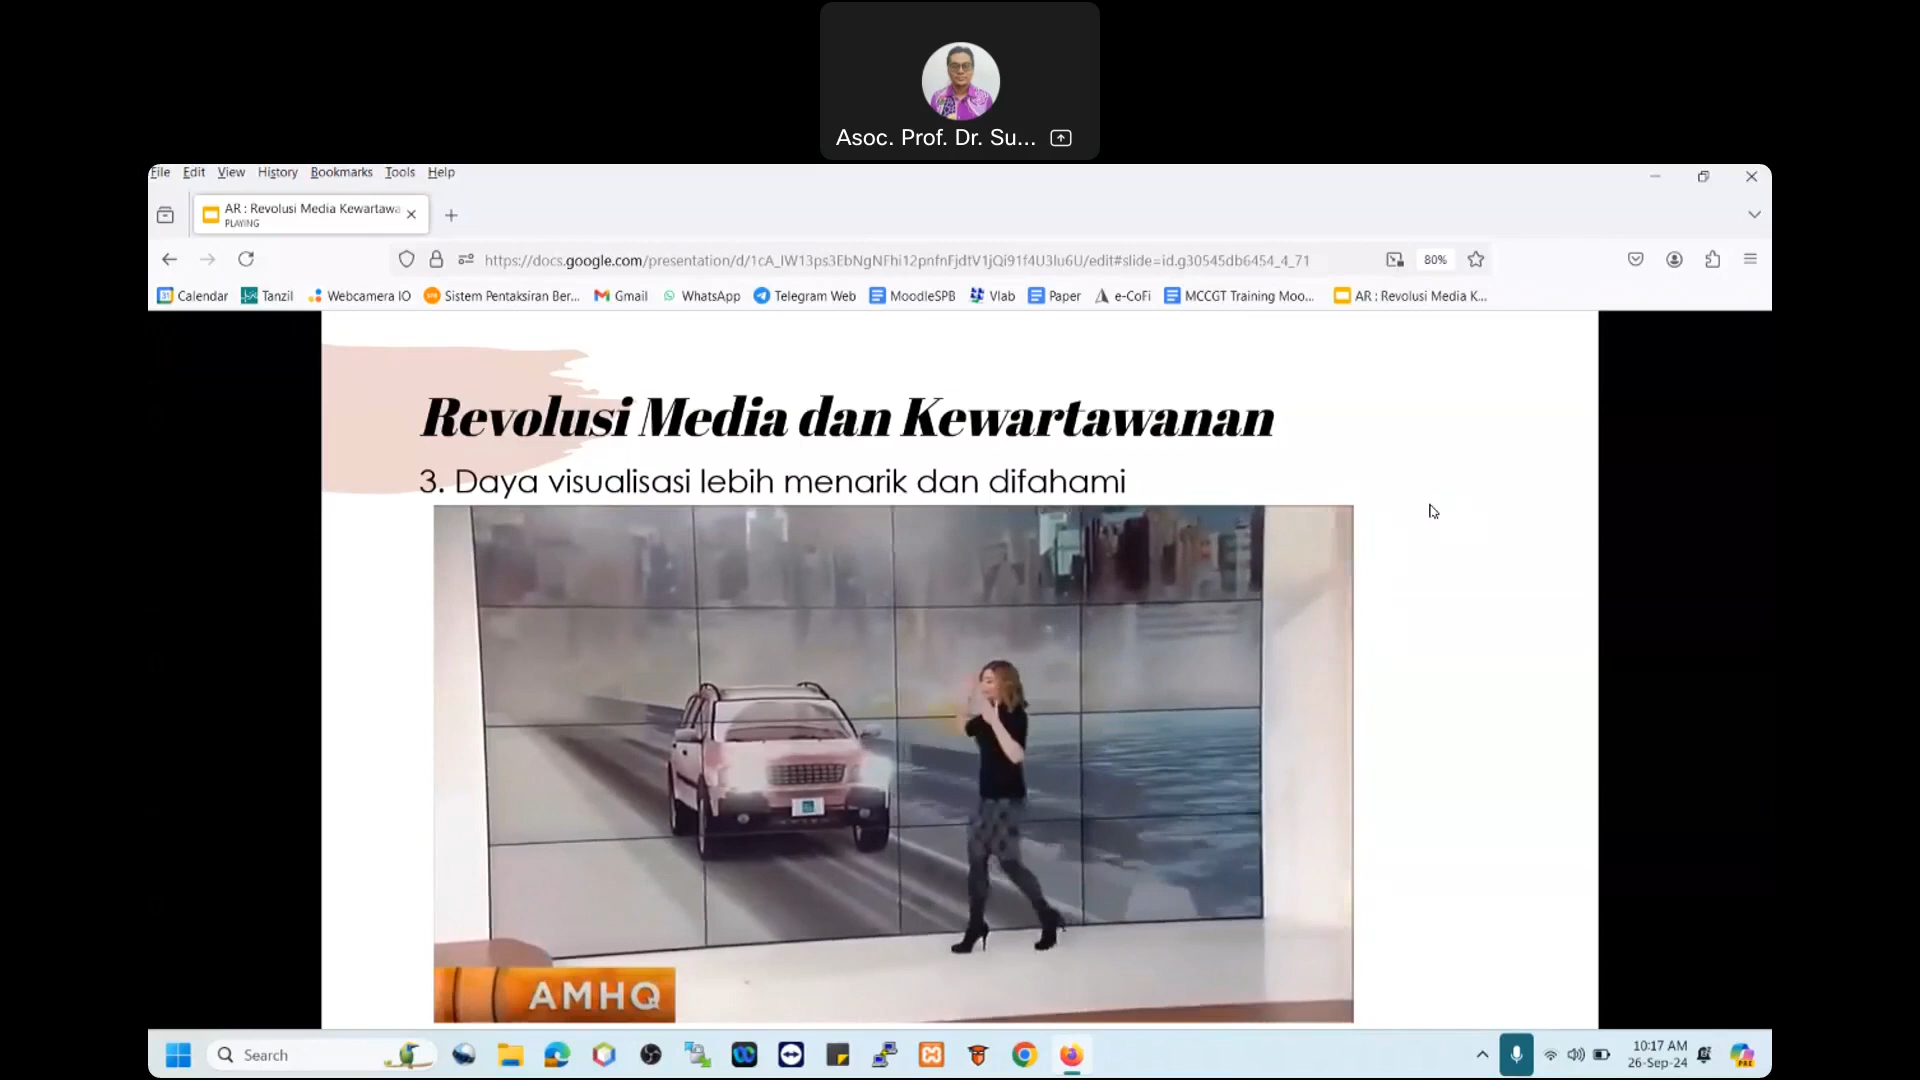 Asoc. Prof. Dr. Su...
File Edit View History Bookmarks Tools Help
AR : Revolusi Media Kewartawa
PLAYING
https://docs.google.com/presentation/d/1cA_IW13ps3EbNgNFhi12pnfnFjdtV1jQi91f4U3lu6U/edit#slide=id.g30545db6454_4_71
80%
Calendar Tanzil Webcamera IO Sistem Pentaksiran Ber... Gmail WhatsApp Telegram Web MoodleSPB Vlab Paper e-CoFi MCCGT Training Moo... AR : Revolusi Media K...
Revolusi Media dan Kewartawanan
3. Daya visualisasi lebih menarik dan difahami
AMHQ
Search
10:17 AM
26-Sep-24
PRE